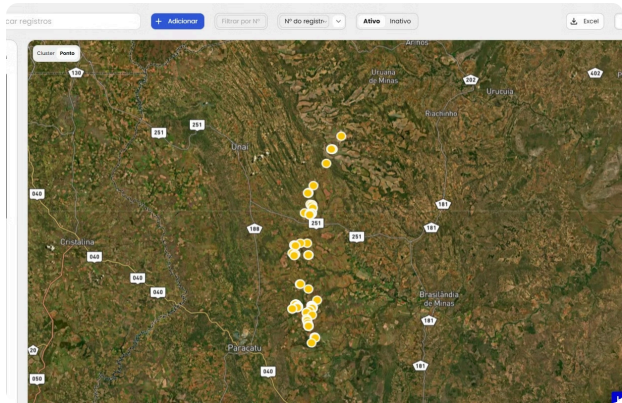 car registros
+ Adicionar
Filtrar por Nº
Nº do registr
Ativo
Inativo
Excel
Cluster
Ponto
Arinos
130
Uruana
de Minas
202
402
Urucuia
Riachinho
251
251
Unaí
040
181
251
188
181
251
Cristalina
040
040
040
Brasilândia
de Minas
181
20
Paracatu
181
040
050